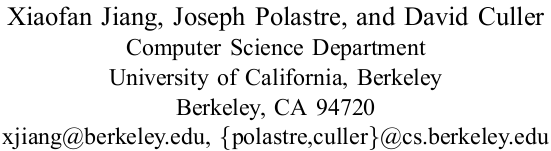 Xiaofan Jiang, Joseph Polastre, and David Culler
Computer Science Department
University of California, Berkeley
Berkeley, CA 94720
xjiang@berkeley.edu, {polastre,culler}@cs.berkeley.edu